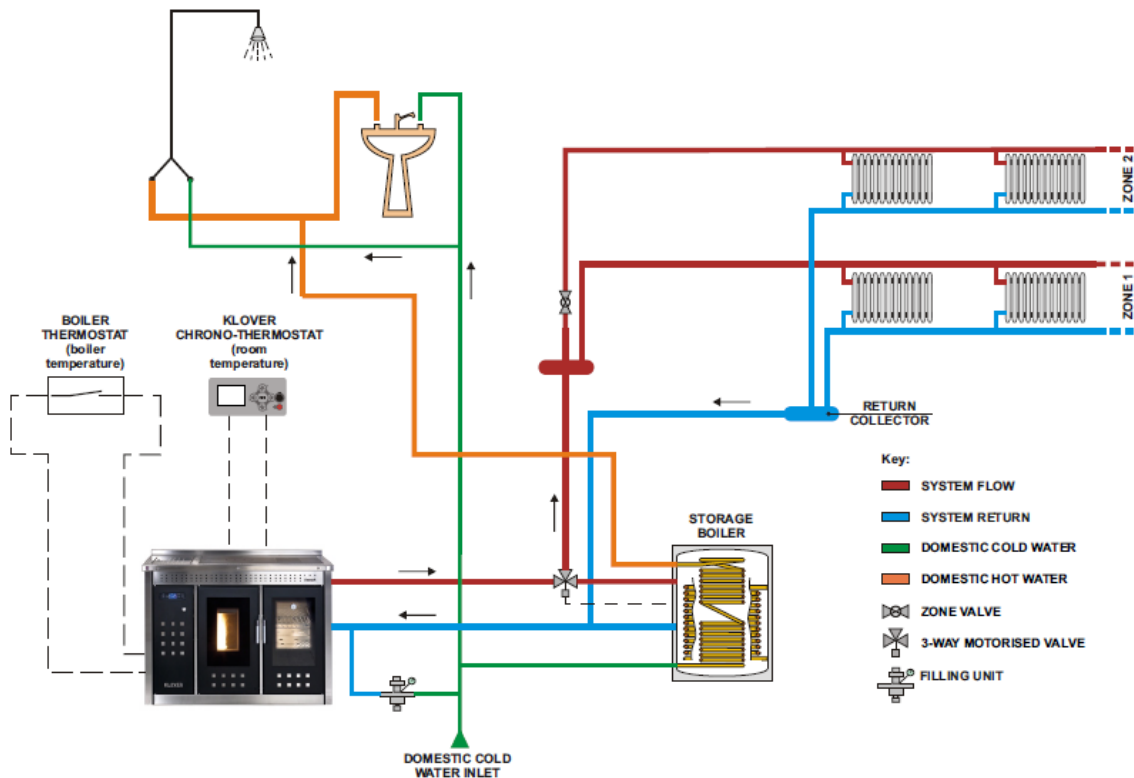 ZONE 2
ZONE 1
BOILER
THERMOSTAT
(boiler
temperature)
KLOVER
CHRONO-THERMOSTAT
(room
temperature)
RETURN
COLLECTOR
Key:
SYSTEM FLOW
SYSTEM RETURN
DOMESTIC COLD WATER
DOMESTIC HOT WATER
ZONE VALVE
3-WAY MOTORISED VALVE
FILLING UNIT
STORAGE
BOILER
KLOVER
DOMESTIC COLD
WATER INLET